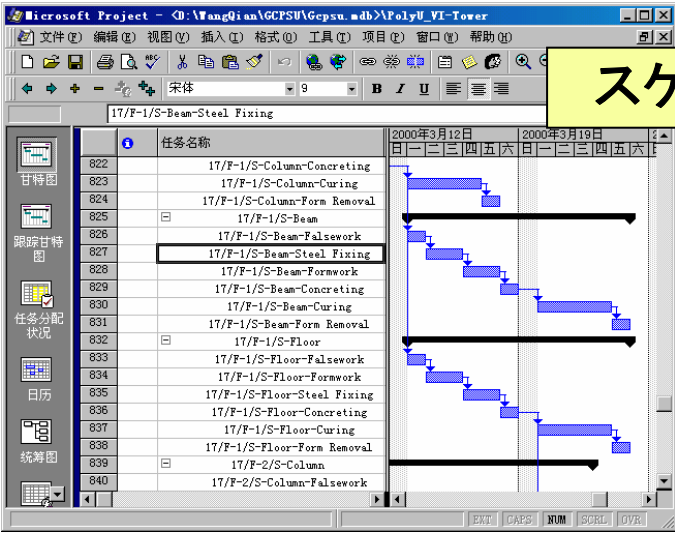 Microsoft Project - <D:\WangQian\GCPSU\Gcpsu.mdb>\PolyU_VI-Tower
文件(F) 编辑(E) 视图(V) 插入(I) 格式(O) 工具(T) 项目(P) 窗口(W) 帮助(H)
宋体 9 B I U
スケ
17/F-1/S-Beam-Steel Fixing
任务名称
2000年3月12日 2000年3月19日 2
日 一 二 三 四 五 六 日 一 二 三 四 五 六 日
822 17/F-1/S-Column-Concreting
823 17/F-1/S-Column-Curing
824 17/F-1/S-Column-Form Removal
825 17/F-1/S-Beam
826 17/F-1/S-Beam-Falsework
827 17/F-1/S-Beam-Steel Fixing
828 17/F-1/S-Beam-Formwork
829 17/F-1/S-Beam-Concreting
830 17/F-1/S-Beam-Curing
831 17/F-1/S-Beam-Form Removal
832 17/F-1/S-Floor
833 17/F-1/S-Floor-Falsework
834 17/F-1/S-Floor-Formwork
835 17/F-1/S-Floor-Steel Fixing
836 17/F-1/S-Floor-Concreting
837 17/F-1/S-Floor-Curing
838 17/F-1/S-Floor-Form Removal
839 17/F-2/S-Column
840 17/F-2/S-Column-Falsework
甘特图
跟踪甘特
图
任务分配
状况
日历
统筹图
EXT CAPS NUM SCRL OVR